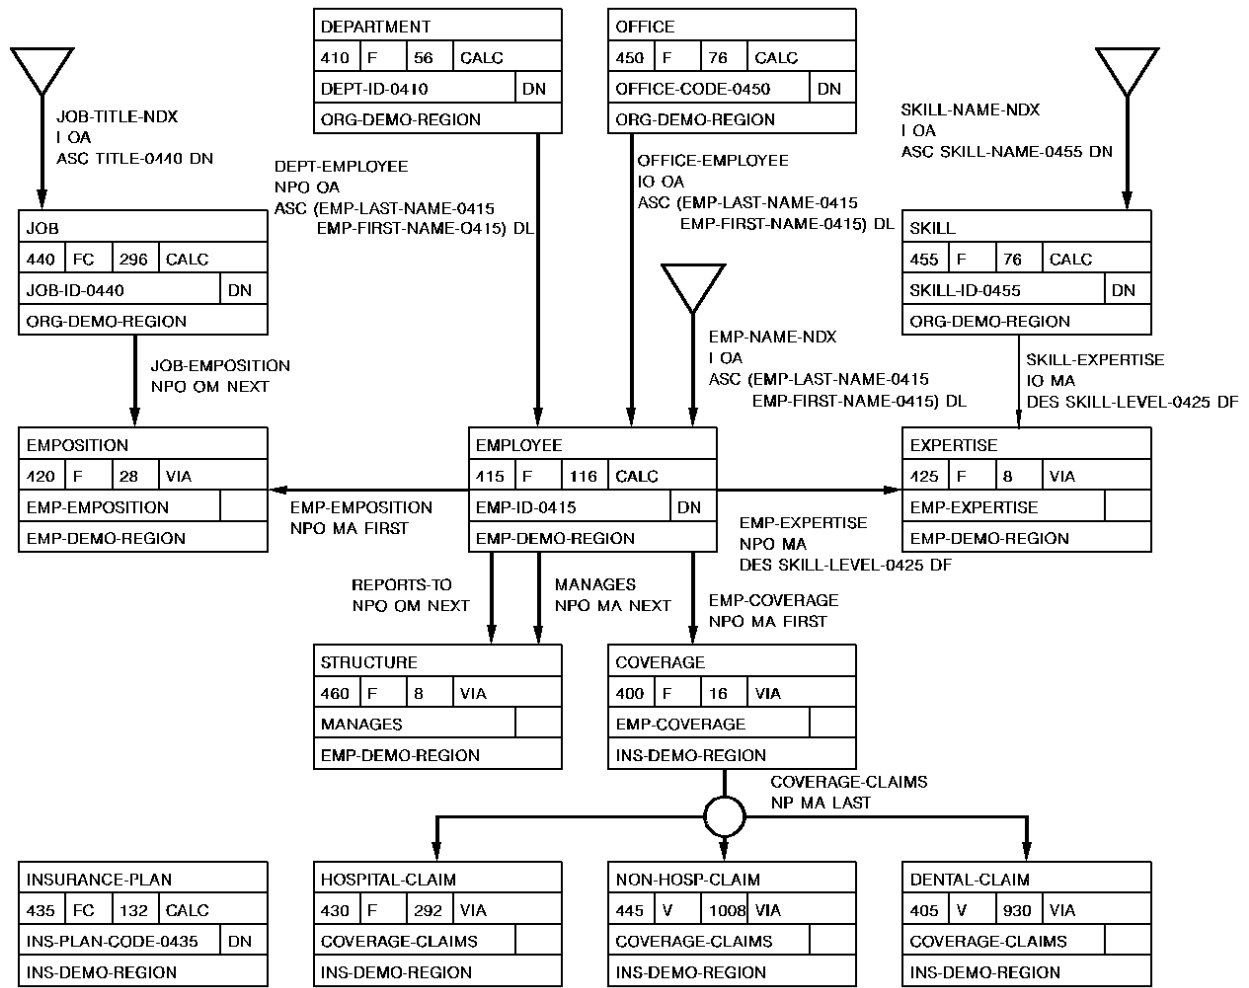 DEPARTMENT
410 F 56 CALC
DEPT-ID-0410 DN
ORG-DEMO-REGION
OFFICE
450 F 76 CALC
OFFICE-CODE-0450 DN
ORG-DEMO-REGION
JOB-TITLE-NDX
I OA
ASC TITLE-0440 DN
SKILL-NAME-NDX
I OA
ASC SKILL-NAME-0455 DN
DEPT-EMPLOYEE
NPO OA
ASC (EMP-LAST-NAME-0415
EMP-FIRST-NAME-0415) DL
OFFICE-EMPLOYEE
IO OA
ASC (EMP-LAST-NAME-0415
EMP-FIRST-NAME-0415) DL
JOB
440 FC 296 CALC
JOB-ID-0440 DN
ORG-DEMO-REGION
SKILL
455 F 76 CALC
SKILL-ID-0455 DN
ORG-DEMO-REGION
JOB-EMPOSITION
NPO OM NEXT
EMP-NAME-NDX
I OA
ASC (EMP-LAST-NAME-0415
EMP-FIRST-NAME-0415) DL
SKILL-EXPERTISE
IO MA
DES SKILL-LEVEL-0425 DF
EMPOSITION
420 F 28 VIA
EMP-EMPOSITION
EMP-DEMO-REGION
EMP-EMPOSITION
NPO MA FIRST
EMPLOYEE
415 F 116 CALC
EMP-ID-0415 DN
EMP-DEMO-REGION
EMP-EXPERTISE
NPO MA
DES SKILL-LEVEL-0425 DF
EXPERTISE
425 F 8 VIA
EMP-EXPERTISE
EMP-DEMO-REGION
REPORTS-TO
NPO OM NEXT
MANAGES
NPO MA NEXT
EMP-COVERAGE
NPO MA FIRST
STRUCTURE
460 F 8 VIA
MANAGES
EMP-DEMO-REGION
COVERAGE
400 F 16 VIA
EMP-COVERAGE
INS-DEMO-REGION
COVERAGE-CLAIMS
NP MA LAST
INSURANCE-PLAN
435 FC 132 CALC
INS-PLAN-CODE-0435 DN
INS-DEMO-REGION
HOSPITAL-CLAIM
430 F 292 VIA
COVERAGE-CLAIMS
INS-DEMO-REGION
NON-HOSP-CLAIM
445 V 1008 VIA
COVERAGE-CLAIMS
INS-DEMO-REGION
DENTAL-CLAIM
405 V 930 VIA
COVERAGE-CLAIMS
INS-DEMO-REGION